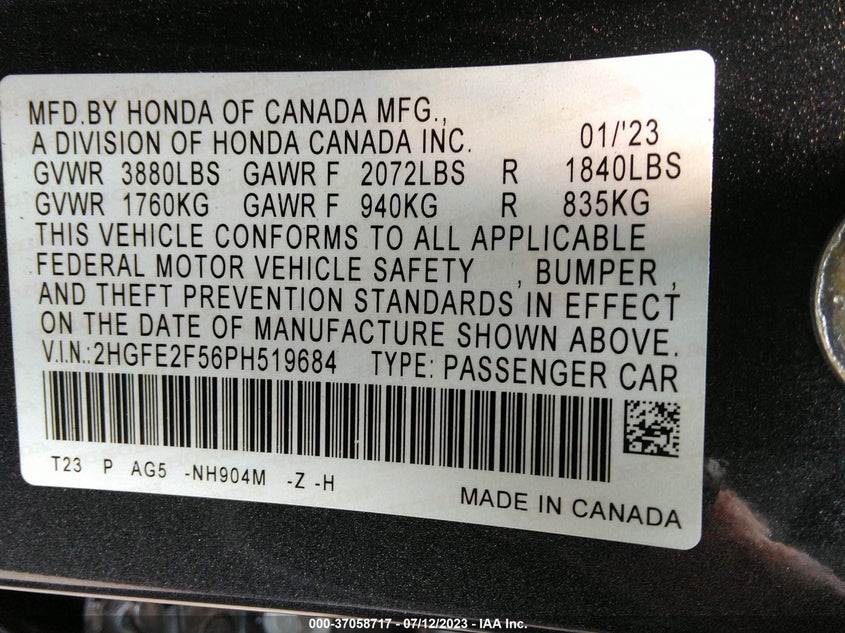 MFD.BY HONDA OF CANADA MFG.,
A DIVISION OF HONDA CANADA INC. 01/'23
GVWR 3880LBS GAWR F 2072LBS R 1840LBS
GVWR 1760KG GAWR F 940KG R 835KG
THIS VEHICLE CONFORMS TO ALL APPLICABLE
FEDERAL MOTOR VEHICLE SAFETY , BUMPER ,
AND THEFT PREVENTION STANDARDS IN EFFECT
ON THE DATE OF MANUFACTURE SHOWN ABOVE.
V.I.N.:2HGFE2F56PH519684 TYPE: PASSENGER CAR
T23 P AG5 -NH904M -Z -H
MADE IN CANADA
000-37058717 - 07/12/2023 - IAA Inc.